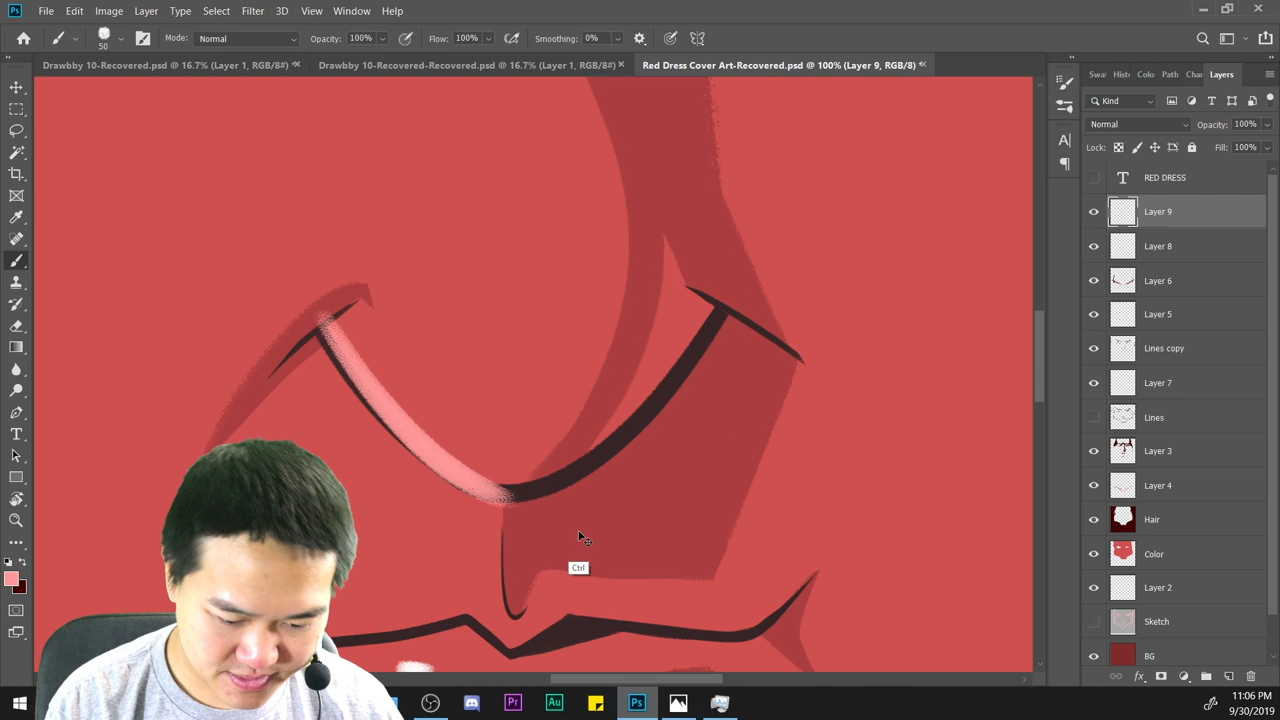 Ps File Edit Image Layer Type Select Filter 3D View Window Help
50 Mode: Normal Opacity: 100% Flow: 100% Smoothing: 0%
Drawbby 10-Recovered.psd @ 16.7% (Layer 1, RGB/8#) Drawbby 10-Recovered-Recovered.psd @ 16.7% (Layer 1, RGB/8#) Red Dress Cover Art-Recovered.psd @ 100% (Layer 9, RGB/8)
Swa Hist Colo Path Cha Layers
Kind
Normal Opacity: 100%
Lock: Fill: 100%
RED DRESS
Layer 9
Layer 8
Layer 6
Layer 5
Lines copy
Layer 7
Lines
Layer 3
Layer 4
Hair
Color
Layer 2
Sketch
BG
Ctrl
Pr Au Ps
11:06 PM
9/30/2019